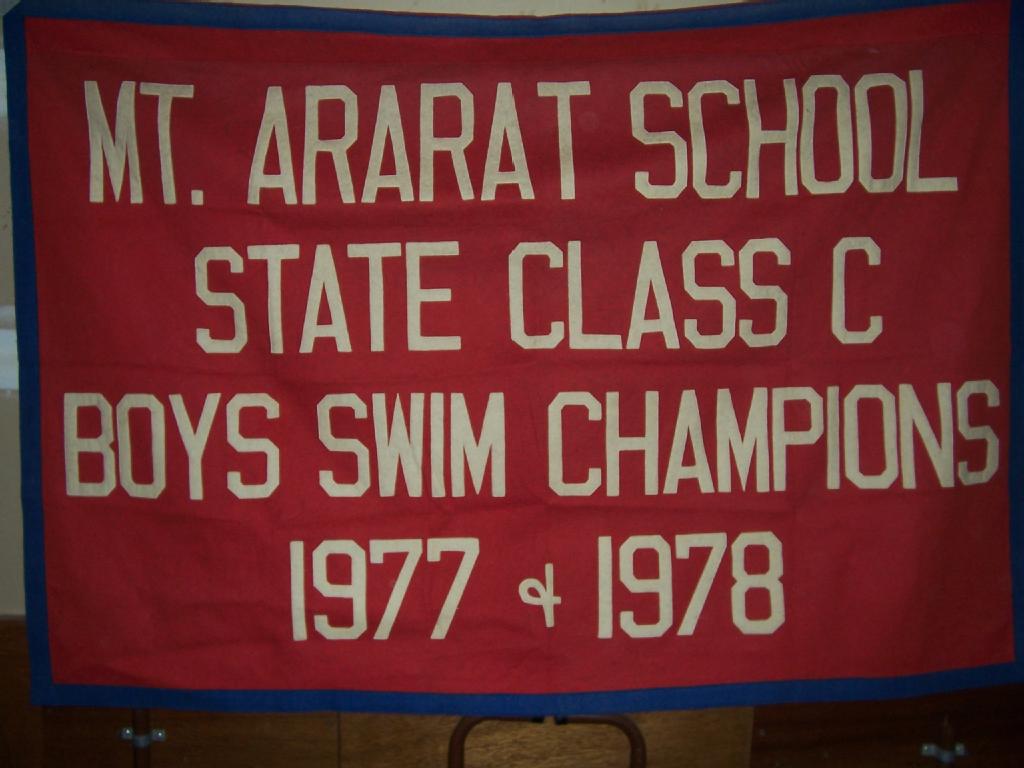 MT. ARARAT SCHOOL
STATE CLASS C
BOYS SWIM CHAMPIONS
1977 & 1978